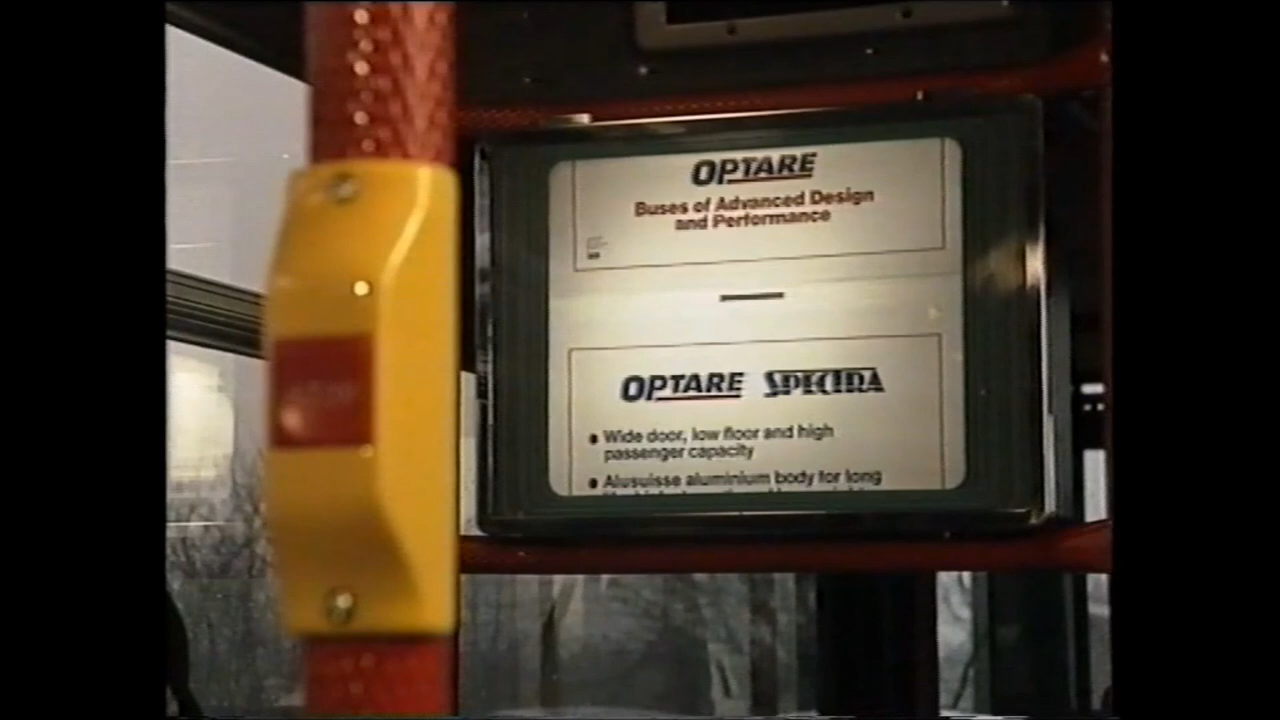 OPTARE
Buses of Advanced Design
and Performance
OPTARE SPECTRA
• Wide door, low floor and high
passenger capacity
• Alusuisse aluminium body for long